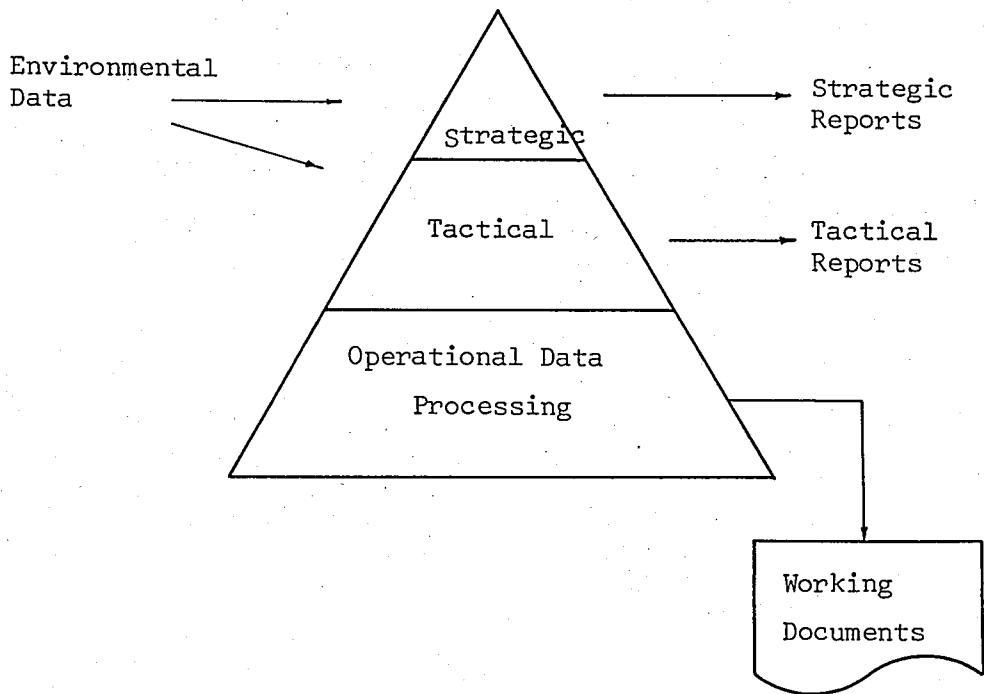 Environmental
Data
Strategic
Reports
Strategic
Tactical
Tactical
Reports
Operational Data
Processing
Working
Documents